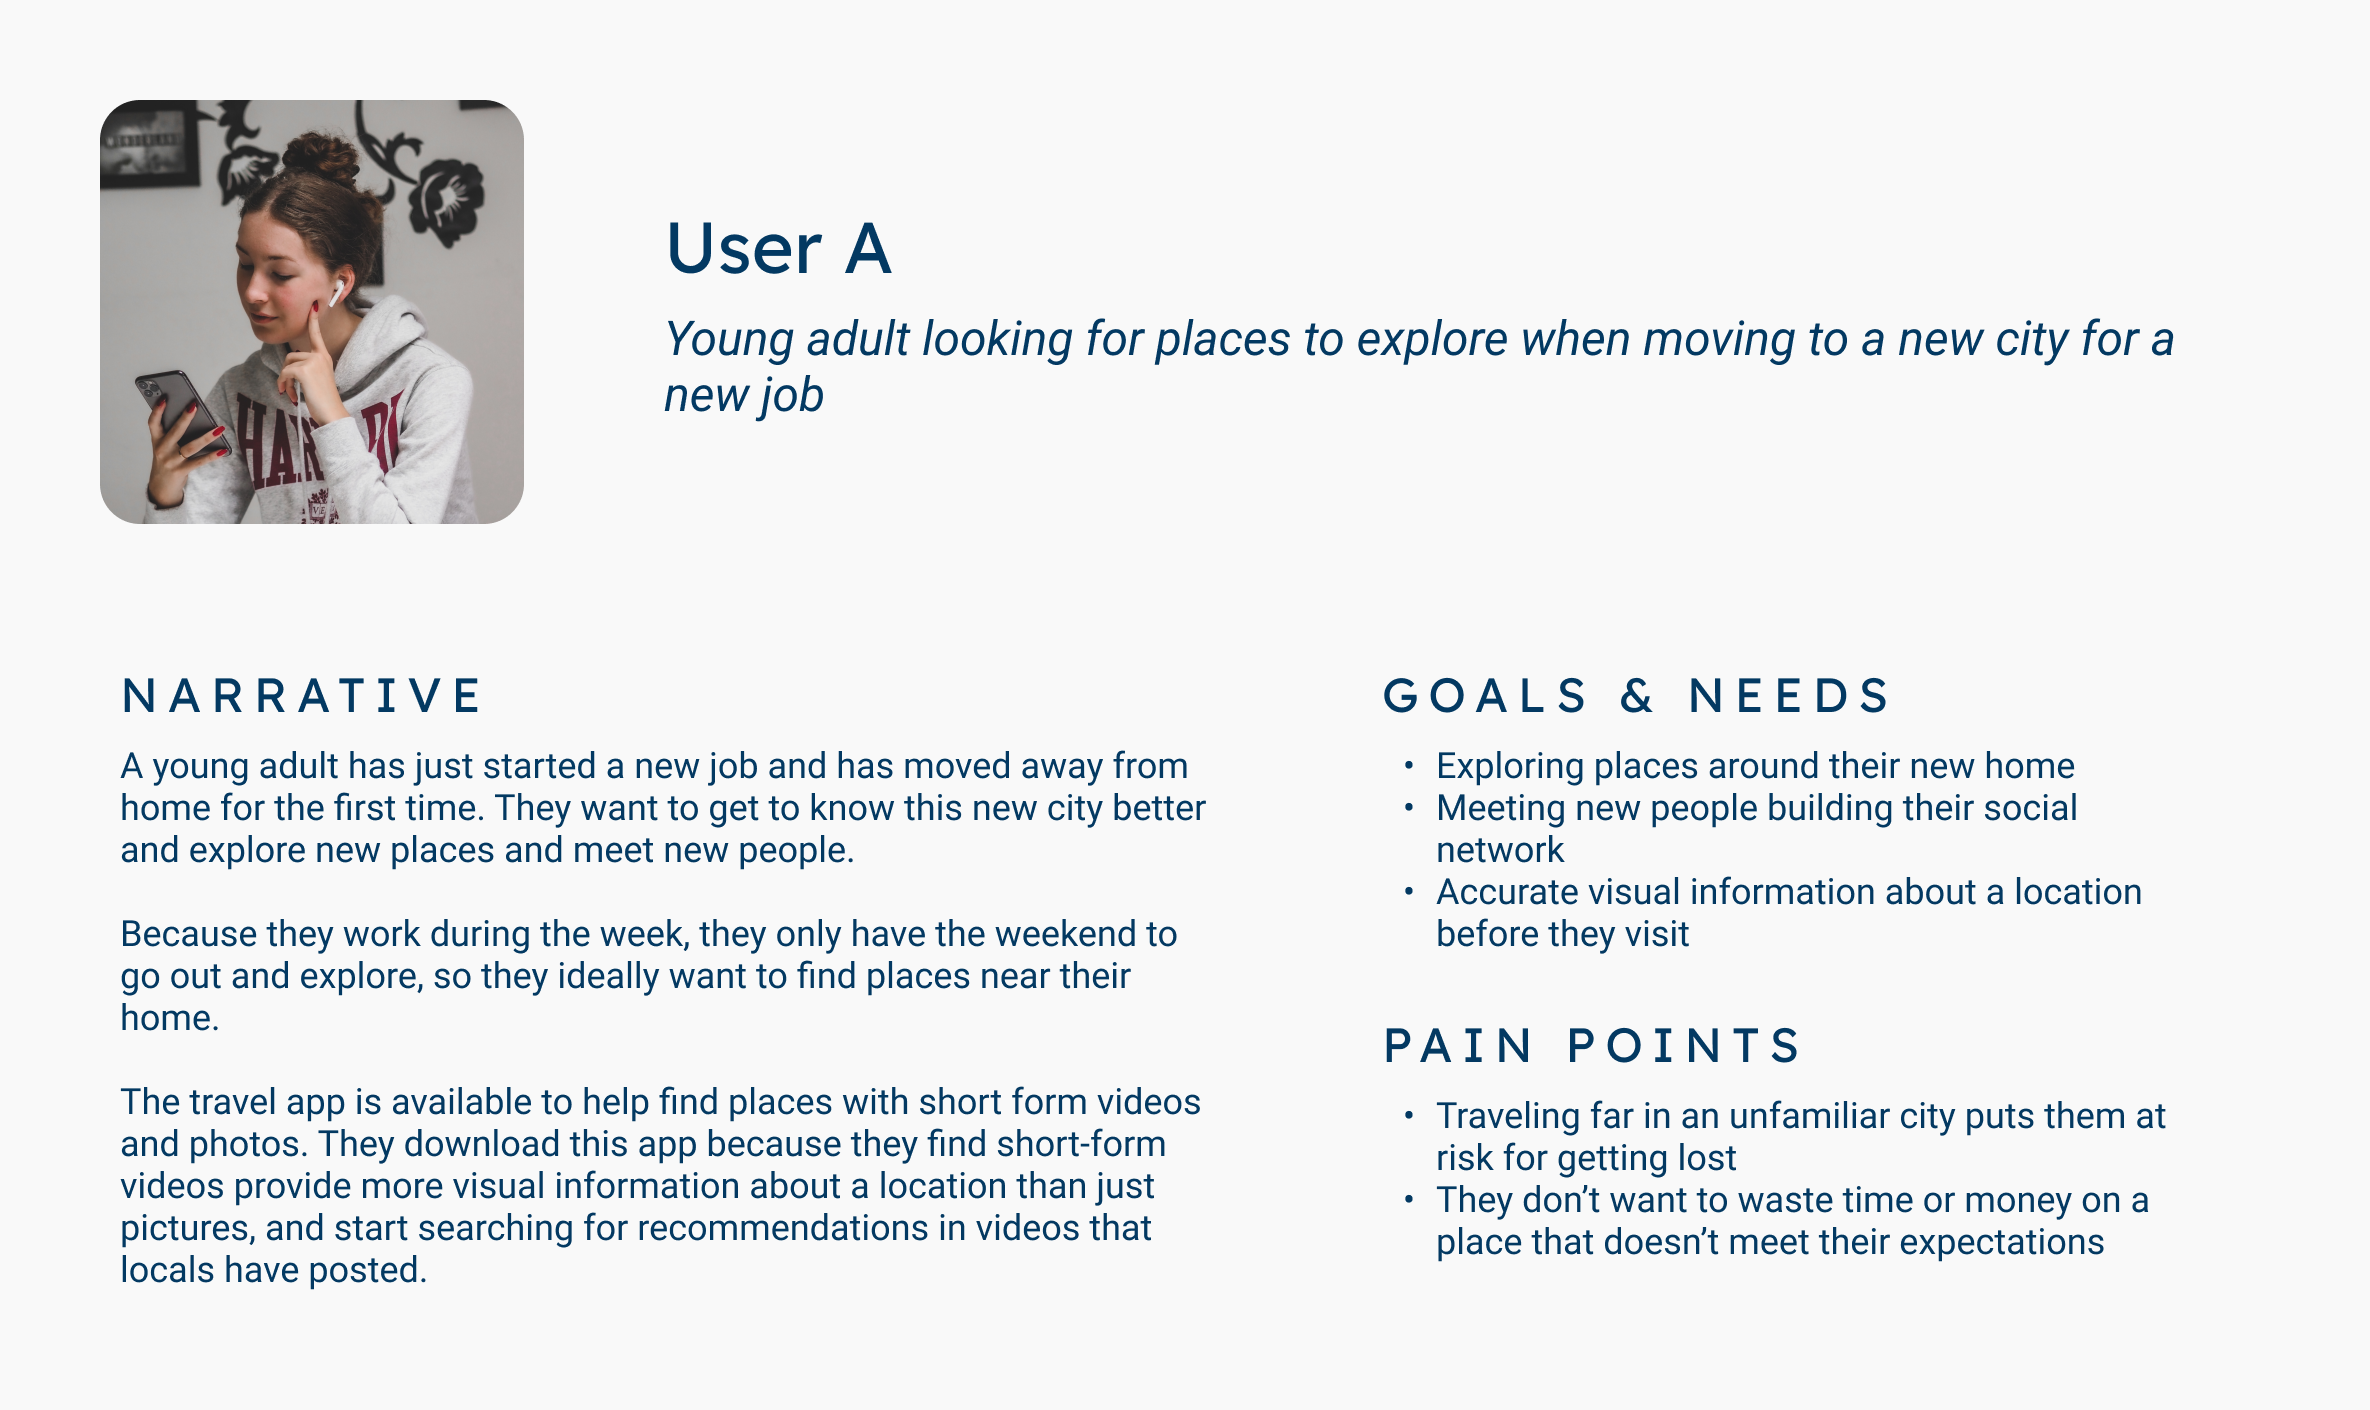 User A
Young adult looking for places to explore when moving to a new city for a
new job
NARRATIVE
A young adult has just started a new job and has moved away from
home for the first time. They want to get to know this new city better
and explore new places and meet new people.
Because they work during the week, they only have the weekend to
go out and explore, so they ideally want to find places near their
home.
The travel app is available to help find places with short form videos
and photos. They download this app because they find short-form
videos provide more visual information about a location than just
pictures, and start searching for recommendations in videos that
locals have posted.
GOALS & NEEDS
• Exploring places around their new home
• Meeting new people building their social
network
• Accurate visual information about a location
before they visit
PAIN POINTS
• Traveling far in an unfamiliar city puts them at
risk for getting lost
• They don’t want to waste time or money on a
place that doesn’t meet their expectations